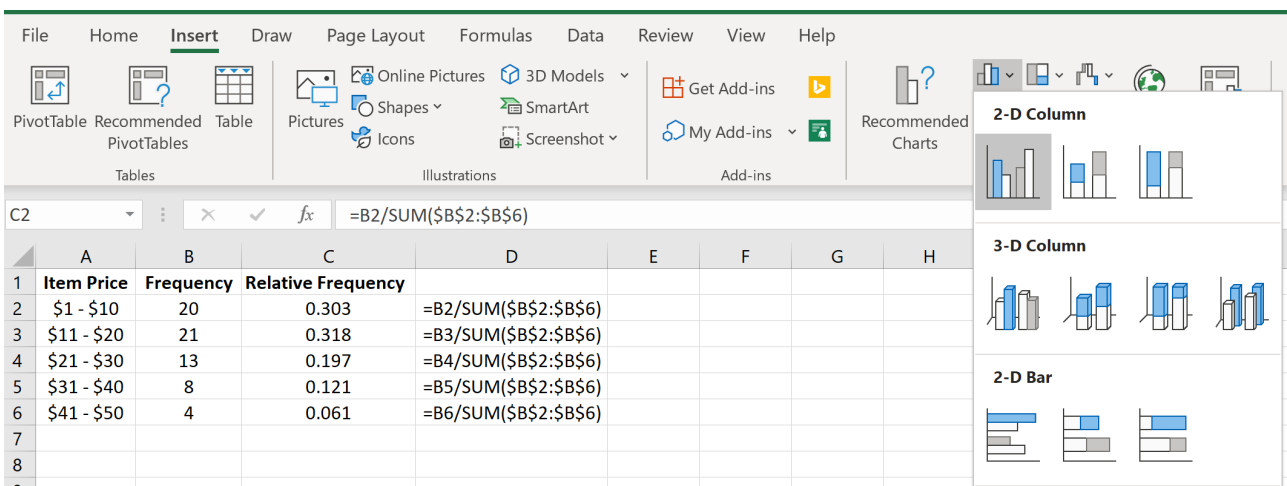 File Home Insert Draw Page Layout Formulas Data Review View Help
PivotTable Recommended PivotTables Table
Tables
Pictures Online Pictures 3D Models
Shapes SmartArt
Icons Screenshot
Illustrations
Get Add-ins
My Add-ins
Add-ins
Recommended Charts
2-D Column
3-D Column
2-D Bar
C2 fx =B2/SUM($B$2:$B$6)
A B C D E F G H
1 Item Price Frequency Relative Frequency
2 $1 - $10 20 0.303 =B2/SUM($B$2:$B$6)
3 $11 - $20 21 0.318 =B3/SUM($B$2:$B$6)
4 $21 - $30 13 0.197 =B4/SUM($B$2:$B$6)
5 $31 - $40 8 0.121 =B5/SUM($B$2:$B$6)
6 $41 - $50 4 0.061 =B6/SUM($B$2:$B$6)
7
8